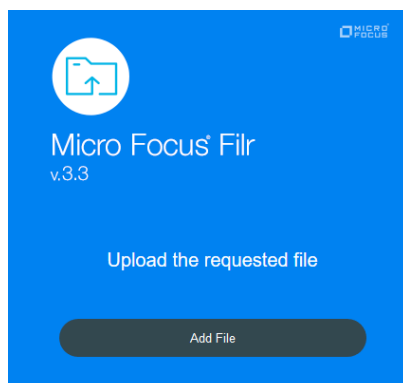 MICRO
FOCUS
Micro Focus® Filr
v.3.3
Upload the requested file
Add File